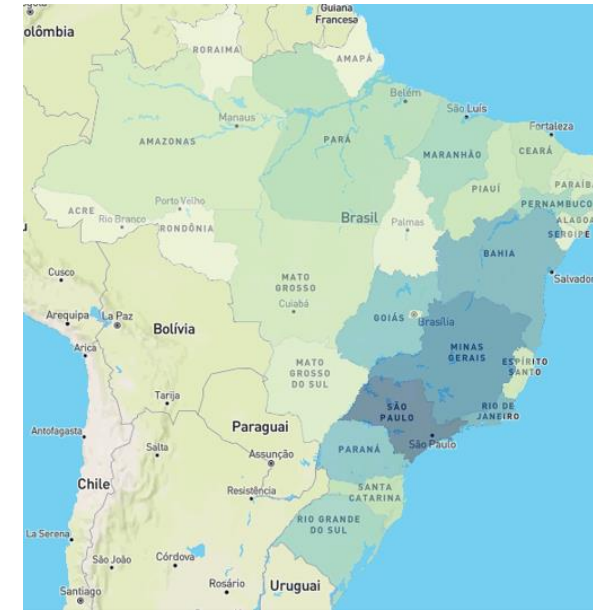 Guiana
Francesa
olômbia
RORAIMA
AMAPÁ
Belém
São Luís
Manaus
Fortaleza
AMAZONAS
PARÁ
MARANHÃO
CEARÁ
PIAUÍ
PARAÍB
PERNAMBUCO
ACRE
Rio Branco
Porto Velho
RONDÔNIA
Brasil
Palmas
ALAGOA
SERGIPE
BAHIA
Cusco
MATO
GROSSO
Cuiabá
Salvador
Arequipa
La Paz
Bolívia
GOIÁS
Brasília
Arica
MINAS
GERAIS
ESPÍRITO
SANTO
MATO
GROSSO
DO SUL
Tarija
SÃO
PAULO
RIO DE
JANEIRO
Antofagasta
Paraguai
São Paulo
Salta
Assunção
PARANÁ
Chile
Resistência
SANTA
CATARINA
RIO GRANDE
DO SUL
La Serena
São João
Córdova
Rosário
Uruguai
Santiago